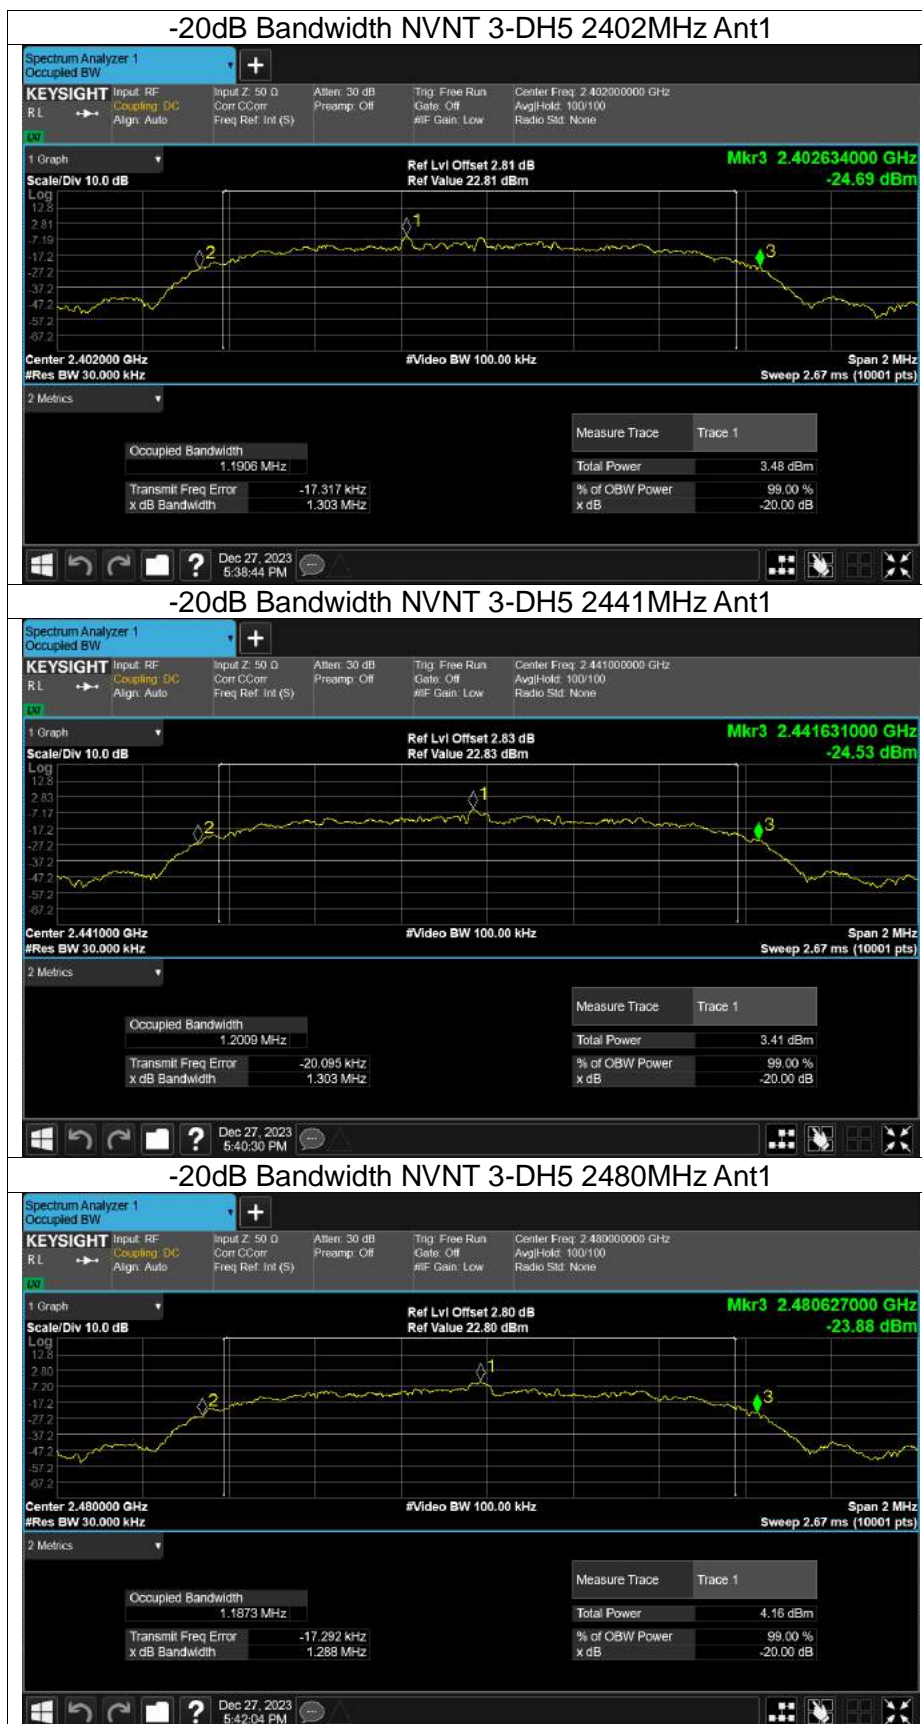 -20dB Bandwidth NVNT 3-DH5 2402MHz Ant1
Spectrum Analyzer 1
Occupied BW
KEYSIGHT Input: RF Input Z: 50 Ω Atten: 30 dB Trig: Free Run Center Freq: 2.402000000 GHz
R L Coupling: DC Corr CCorr Preamp: Off Gate: Off Avg|Hold: 100/100
Align: Auto Freq Ref: Int (S) #IF Gain: Low Radio Std: None
LXI
1 Graph Ref Lvl Offset 2.81 dB Mkr3 2.402634000 GHz
Scale/Div 10.0 dB Ref Value 22.81 dBm -24.69 dBm
Log
12.8
2.81
-7.19
-17.2
-27.2
-37.2
-47.2
-57.2
-67.2
1
2
3
Center 2.402000 GHz #Video BW 100.00 kHz Span 2 MHz
#Res BW 30.000 kHz Sweep 2.67 ms (10001 pts)
2 Metrics
Measure Trace Trace 1
Occupied Bandwidth
1.1906 MHz Total Power 3.48 dBm
Transmit Freq Error -17.317 kHz % of OBW Power 99.00 %
x dB Bandwidth 1.303 MHz x dB -20.00 dB
Dec 27, 2023
5:38:44 PM
-20dB Bandwidth NVNT 3-DH5 2441MHz Ant1
Spectrum Analyzer 1
Occupied BW
KEYSIGHT Input: RF Input Z: 50 Ω Atten: 30 dB Trig: Free Run Center Freq: 2.441000000 GHz
R L Coupling: DC Corr CCorr Preamp: Off Gate: Off Avg|Hold: 100/100
Align: Auto Freq Ref: Int (S) #IF Gain: Low Radio Std: None
LXI
1 Graph Ref Lvl Offset 2.83 dB Mkr3 2.441631000 GHz
Scale/Div 10.0 dB Ref Value 22.83 dBm -24.53 dBm
Log
12.8
2.83
-7.17
-17.2
-27.2
-37.2
-47.2
-57.2
-67.2
1
2
3
Center 2.441000 GHz #Video BW 100.00 kHz Span 2 MHz
#Res BW 30.000 kHz Sweep 2.67 ms (10001 pts)
2 Metrics
Measure Trace Trace 1
Occupied Bandwidth
1.2009 MHz Total Power 3.41 dBm
Transmit Freq Error -20.095 kHz % of OBW Power 99.00 %
x dB Bandwidth 1.303 MHz x dB -20.00 dB
Dec 27, 2023
5:40:30 PM
-20dB Bandwidth NVNT 3-DH5 2480MHz Ant1
Spectrum Analyzer 1
Occupied BW
KEYSIGHT Input: RF Input Z: 50 Ω Atten: 30 dB Trig: Free Run Center Freq: 2.480000000 GHz
R L Coupling: DC Corr CCorr Preamp: Off Gate: Off Avg|Hold: 100/100
Align: Auto Freq Ref: Int (S) #IF Gain: Low Radio Std: None
LXI
1 Graph Ref Lvl Offset 2.80 dB Mkr3 2.480627000 GHz
Scale/Div 10.0 dB Ref Value 22.80 dBm -23.88 dBm
Log
12.8
2.80
-7.20
-17.2
-27.2
-37.2
-47.2
-57.2
-67.2
1
2
3
Center 2.480000 GHz #Video BW 100.00 kHz Span 2 MHz
#Res BW 30.000 kHz Sweep 2.67 ms (10001 pts)
2 Metrics
Measure Trace Trace 1
Occupied Bandwidth
1.1873 MHz Total Power 4.16 dBm
Transmit Freq Error -17.292 kHz % of OBW Power 99.00 %
x dB Bandwidth 1.288 MHz x dB -20.00 dB
Dec 27, 2023
5:42:04 PM